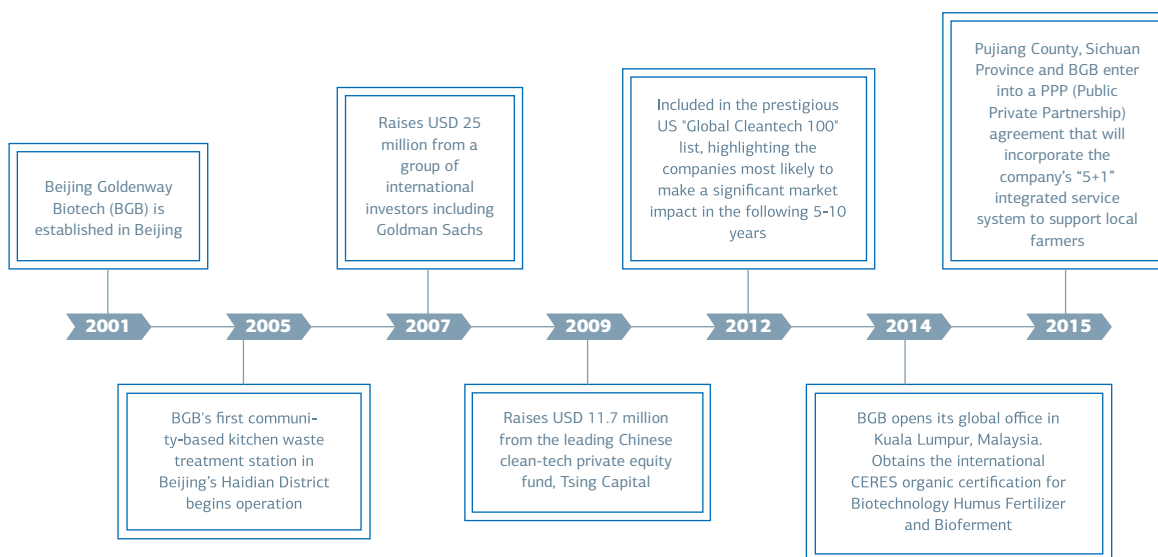 Beijing Goldenway
Biotech (BGB) is
established in Beijing
Raises USD 25
million from a
group of
international
investors including
Goldman Sachs
Included in the prestigious
US "Global Cleantech 100"
list, highlighting the
companies most likely to
make a significant market
impact in the following 5-10
years
Pujiang County, Sichuan
Province and BGB enter
into a PPP (Public
Private Partnership)
agreement that will
incorporate the
company's “5+1”
integrated service
system to support local
farmers
2001
2005
2007
2009
2012
2014
2015
BGB's first communi-
ty-based kitchen waste
treatment station in
Beijing's Haidian District
begins operation
Raises USD 11.7 million
from the leading Chinese
clean-tech private equity
fund, Tsing Capital
BGB opens its global office in
Kuala Lumpur, Malaysia.
Obtains the international
CERES organic certification for
Biotechnology Humus Fertilizer
and Bioferment